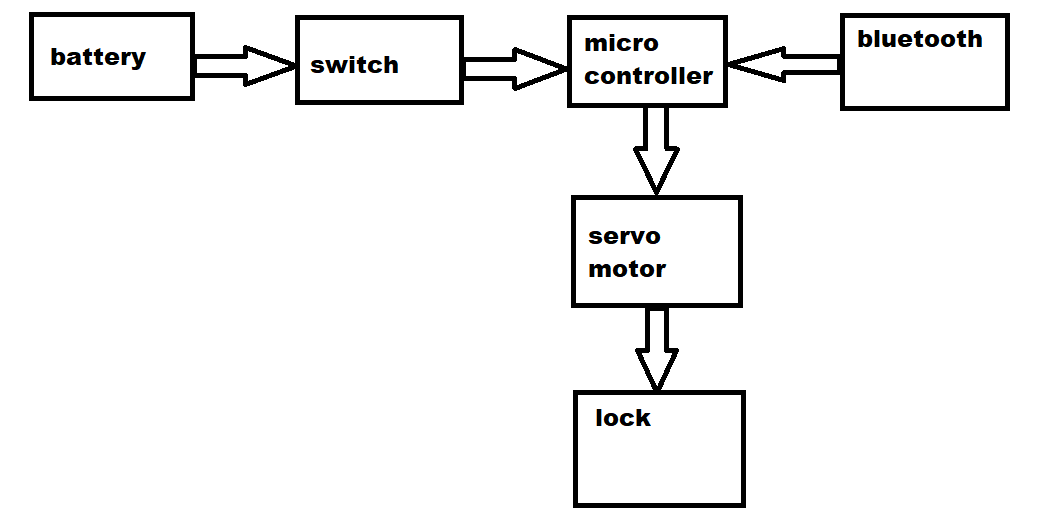 battery
switch
micro
controller
bluetooth
servo
motor
lock